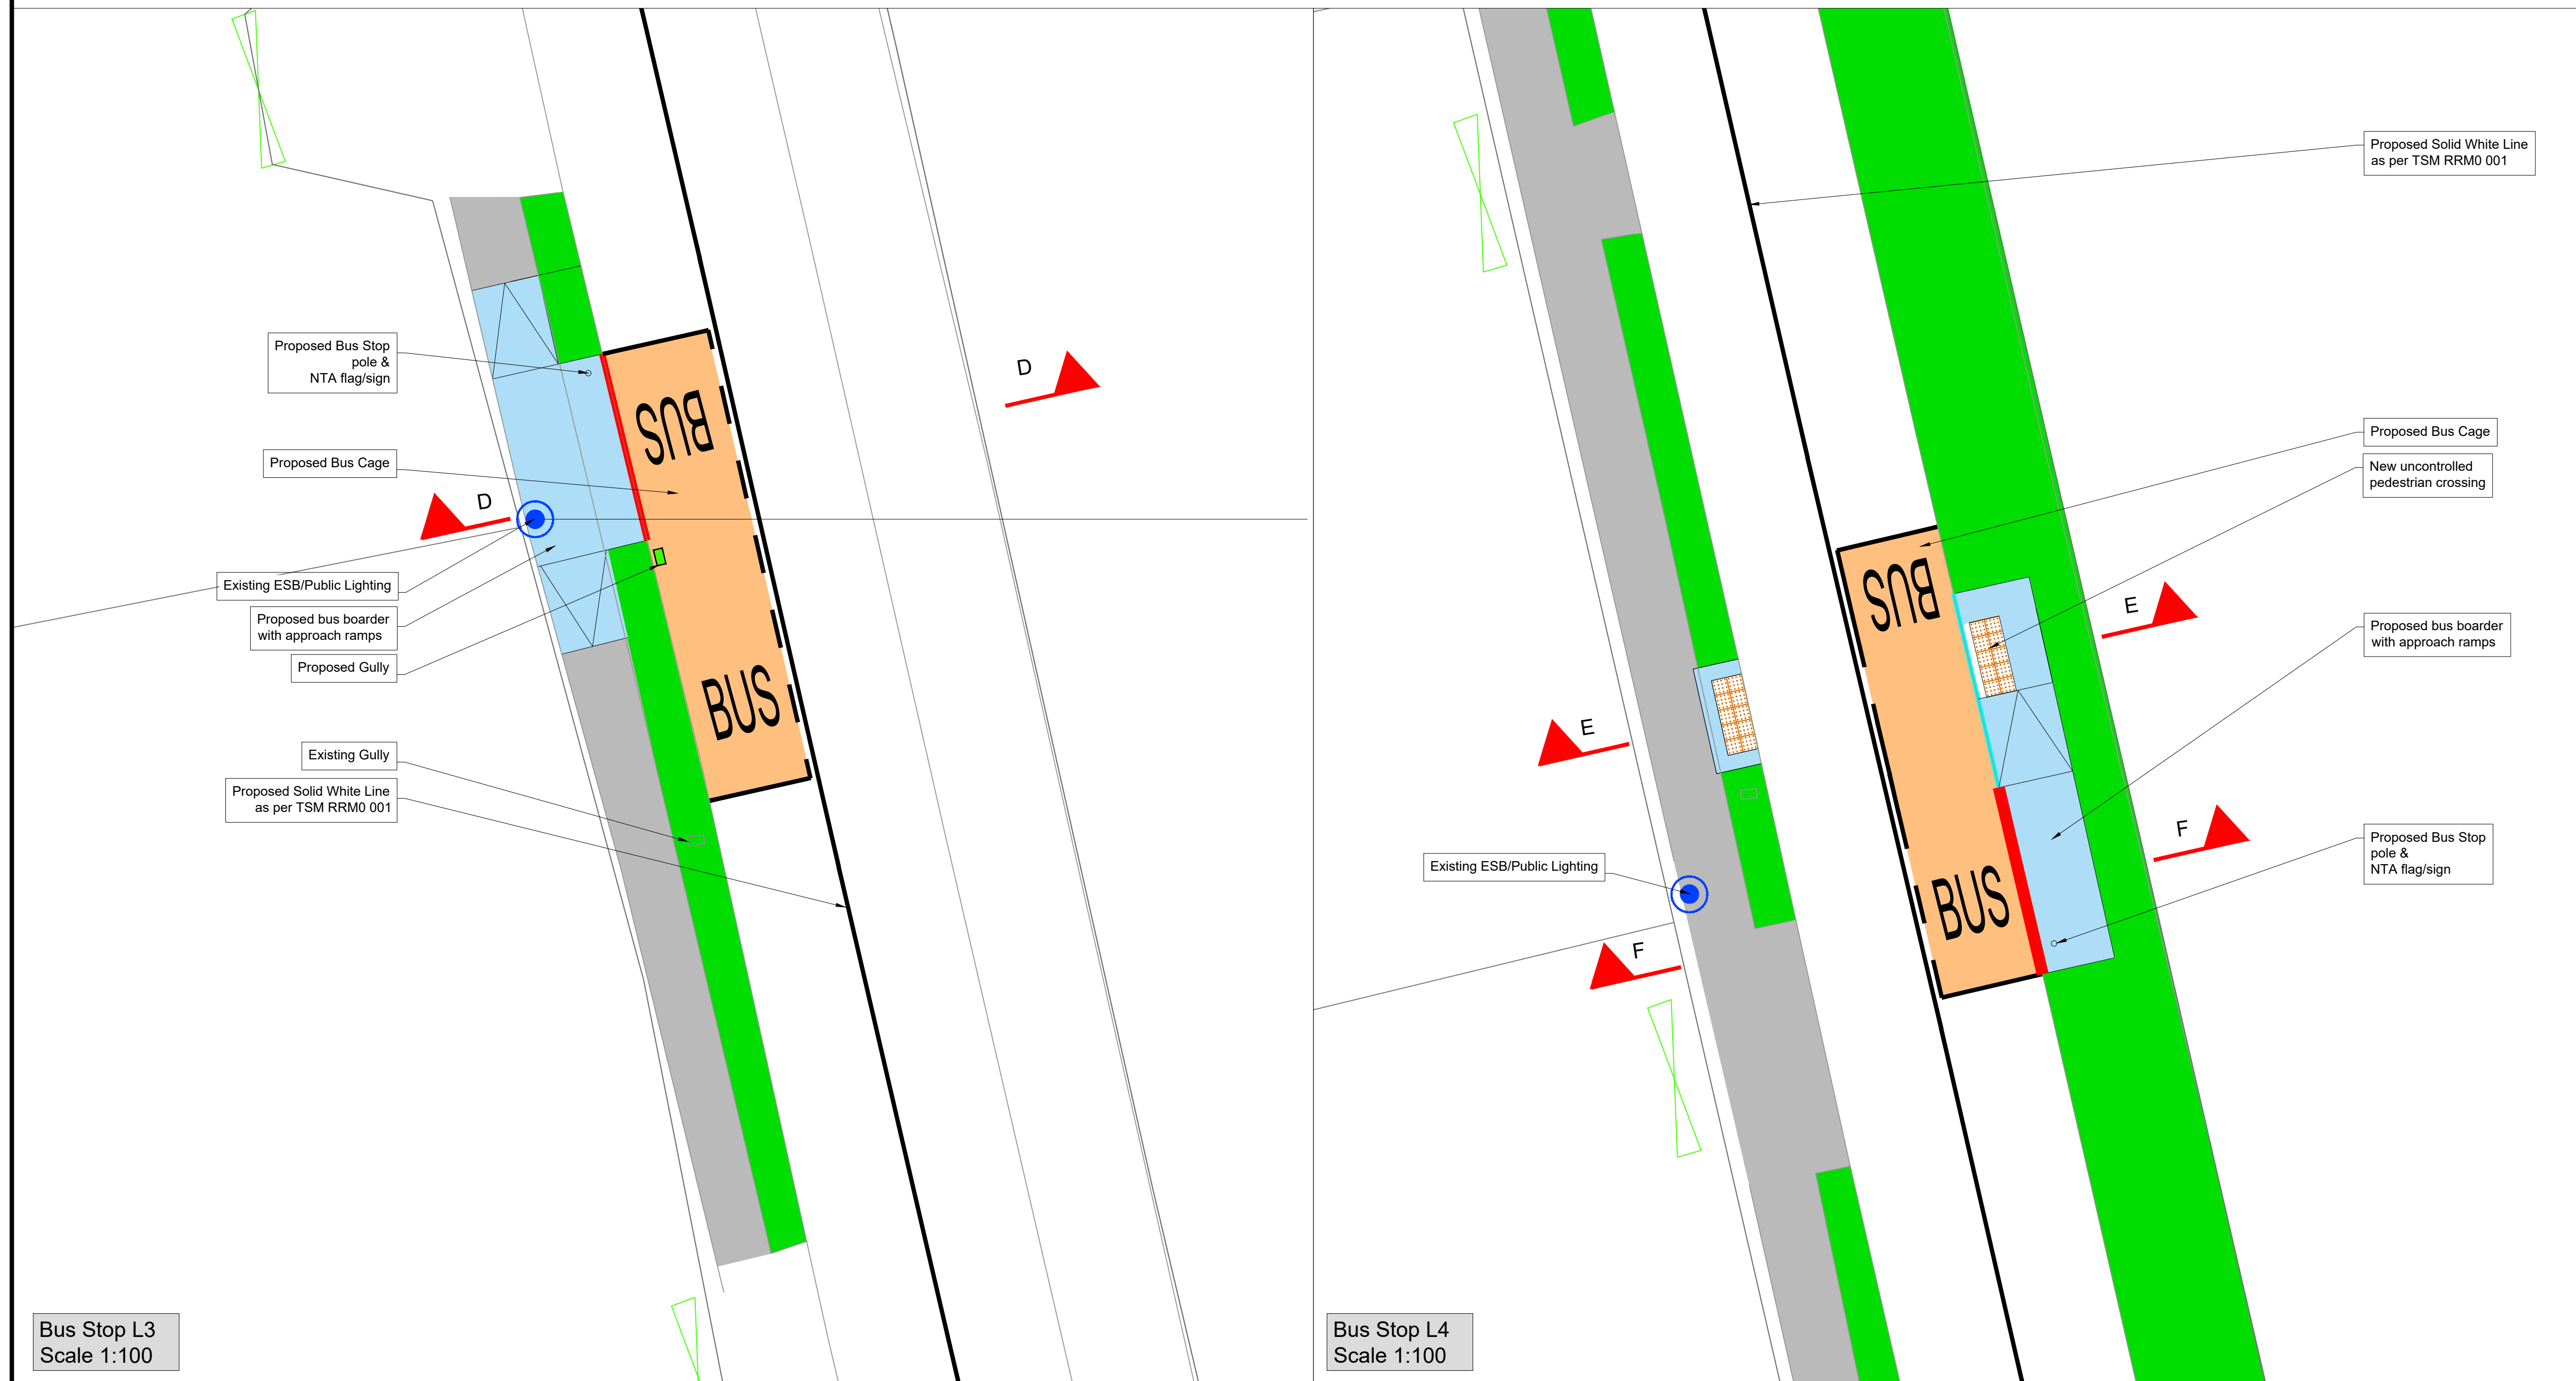 Proposed Bus Stop
pole &
NTA flag/sign
Proposed Bus Cage
D
D
Existing ESB/Public Lighting
Proposed bus boarder
with approach ramps
Proposed Gully
Existing Gully
Proposed Solid White Line
as per TSM RRM0 001
BUS
BUS
Bus Stop L3
Scale 1:100
Proposed Solid White Line
as per TSM RRM0 001
Proposed Bus Cage
New uncontrolled
pedestrian crossing
BUS
E
Proposed bus boarder
with approach ramps
E
F
Proposed Bus Stop
pole &
NTA flag/sign
Existing ESB/Public Lighting
BUS
F
Bus Stop L4
Scale 1:100